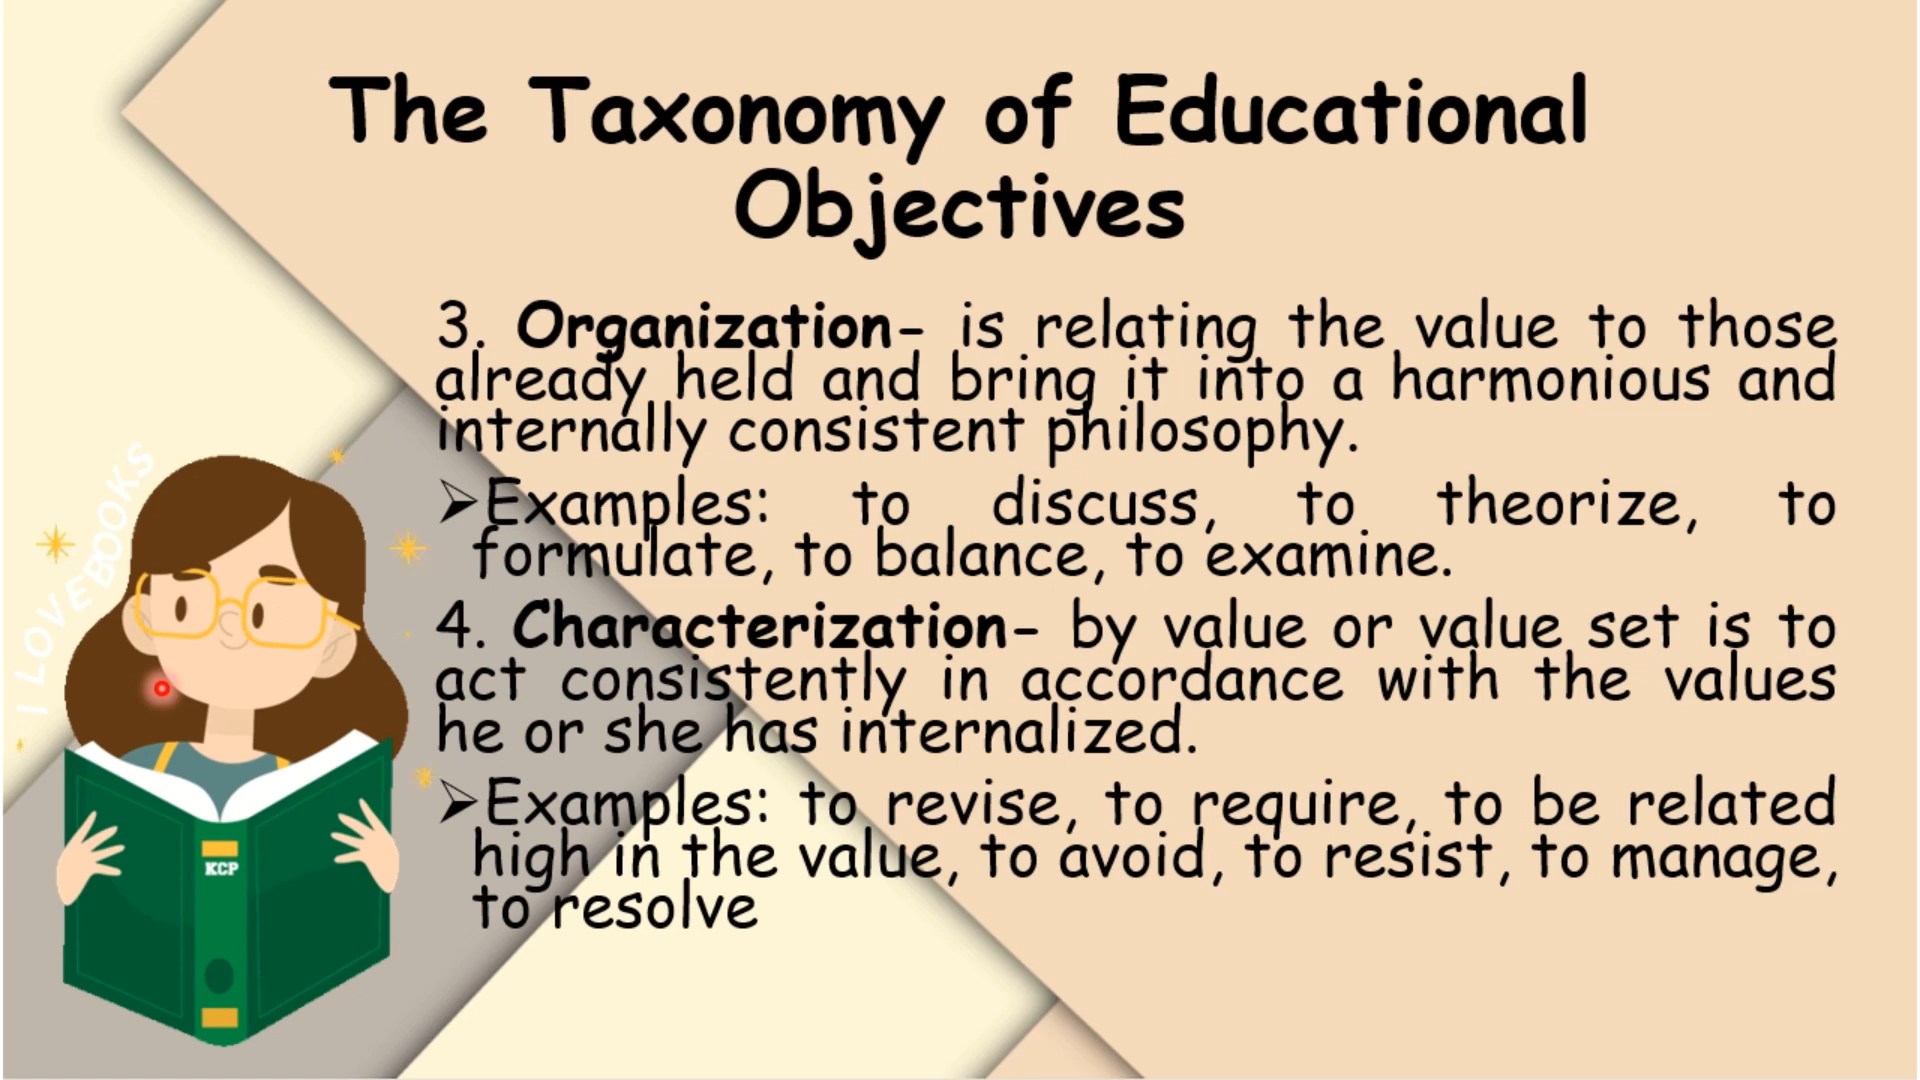 The Taxonomy of Educational
Objectives
3. Organization- is relating the value to those
already held and bring it into a harmonious and
internally consistent philosophy.
➢Examples: to discuss, to theorize, to
formulate, to balance, to examine.
4. Characterization- by value or value set is to
act consistently in accordance with the values
he or she has internalized.
➢Examples: to revise, to require, to be related
high in the value, to avoid, to resist, to manage,
to resolve
I LOVE BOOKS
KCP